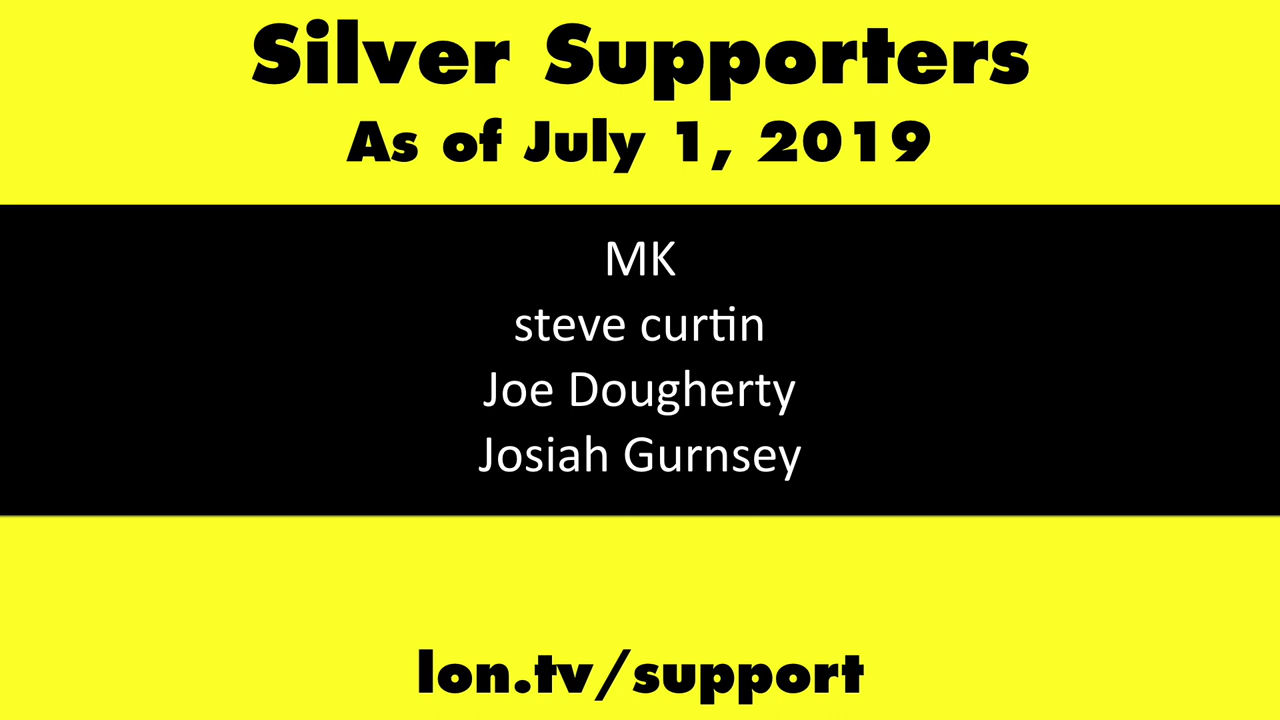 Silver Supporters
As of July 1, 2019
MK
steve curtin
Joe Dougherty
Josiah Gurnsey
lon.tv/support